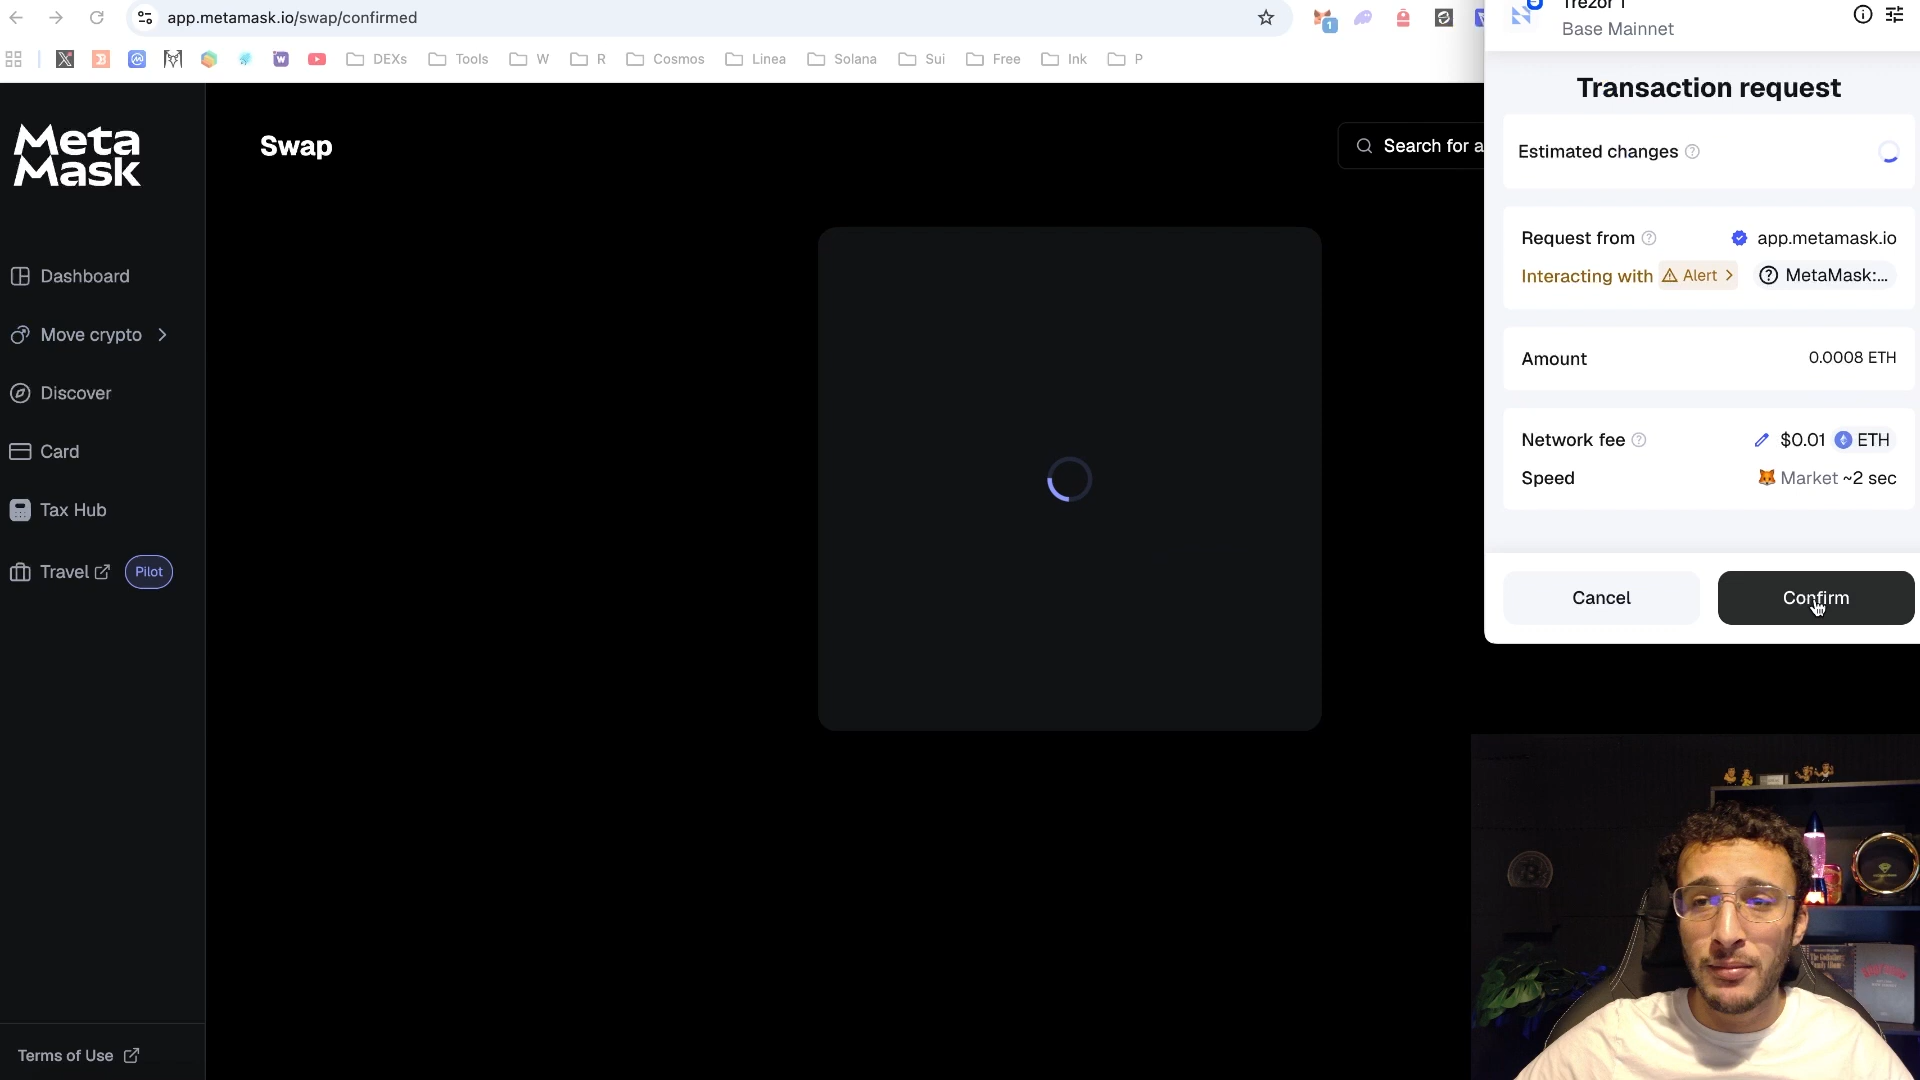 app.metamask.io/swap/confirmed
DEXs
Tools
W
R
Cosmos
Linea
Solana
Sui
Free
Ink
P
Meta
Mask
Dashboard
Move crypto
Discover
Card
Tax Hub
Travel
Pilot
Terms of Use
Swap
Search for a
Trezor 1
Base Mainnet
Transaction request
Estimated changes
Request from
app.metamask.io
Interacting with
Alert
MetaMask:...
Amount
0.0008 ETH
Network fee
$0.01
ETH
Speed
Market ~2 sec
Cancel
Confirm
1